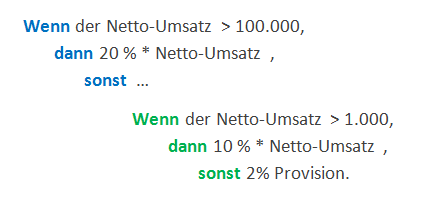 Wenn der Netto-Umsatz > 100.000,
dann 20 % * Netto-Umsatz ,
sonst ...
Wenn der Netto-Umsatz > 1.000,
dann 10 % * Netto-Umsatz ,
sonst 2% Provision.